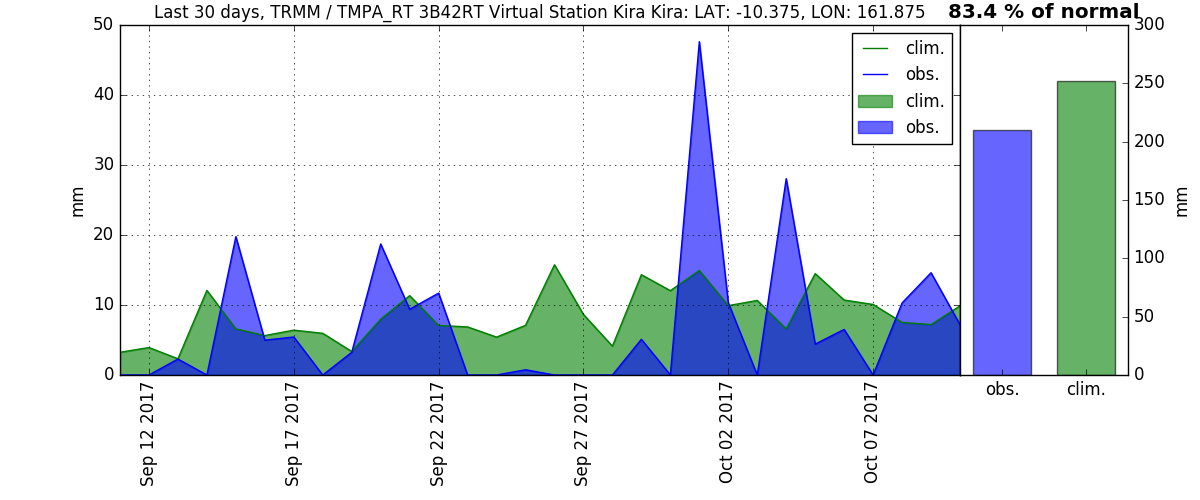 Last 30 days, TRMM / TMPA_RT 3B42RT Virtual Station Kira Kira: LAT: -10.375, LON: 161.875
83.4 % of normal
50
40
30
20
10
0
mm
clim.
obs.
clim.
obs.
300
250
200
150
100
50
0
mm
Sep 12 2017
Sep 17 2017
Sep 22 2017
Sep 27 2017
Oct 02 2017
Oct 07 2017
obs.
clim.